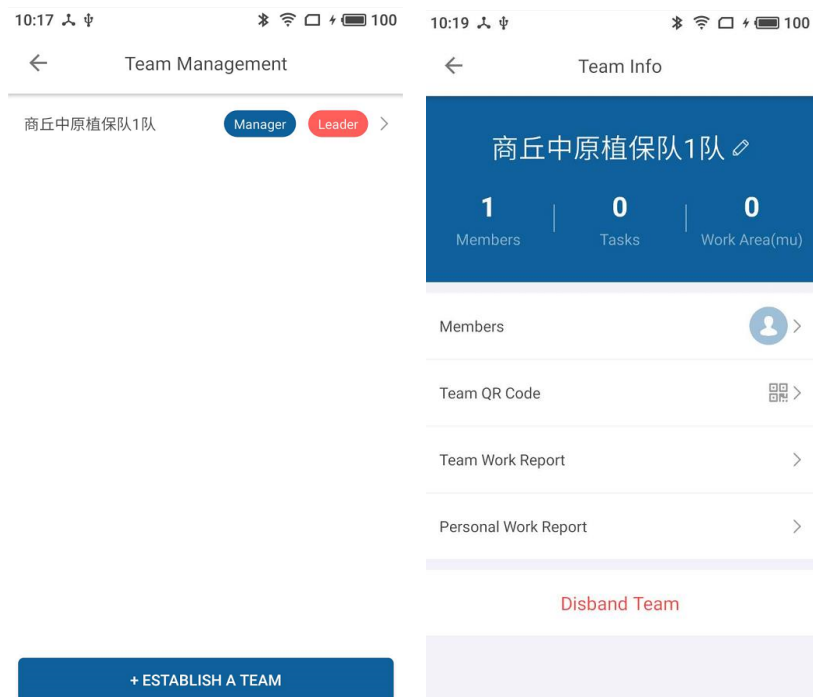 10:17 100
Team Management
商丘中原植保队1队 Manager Leader
+ ESTABLISH A TEAM
10:19 100
Team Info
商丘中原植保队1队
1 0 0
Members Tasks Work Area(mu)
Members
Team QR Code
Team Work Report
Personal Work Report
Disband Team